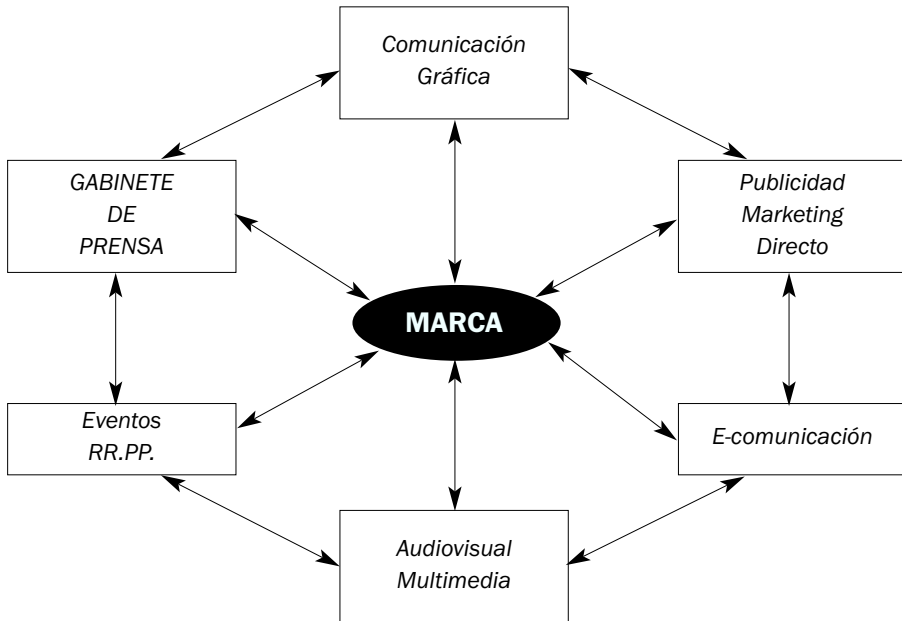 Comunicación
Gráfica
GABINETE
DE
PRENSA
Publicidad
Marketing
Directo
MARCA
Eventos
RR.PP.
E-comunicación
Audiovisual
Multimedia